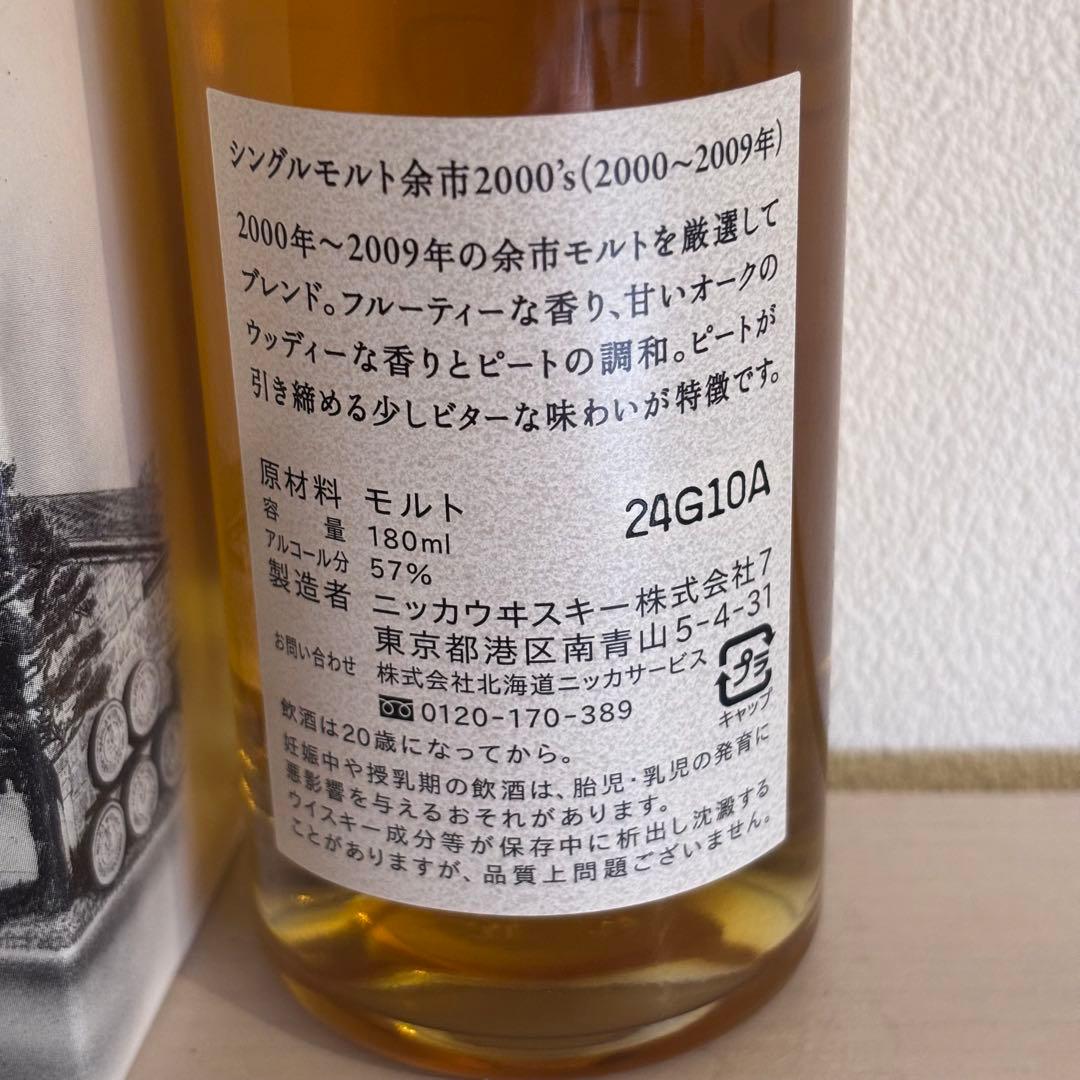 シングルモルト余市2000's(2000〜2009年)
2000年〜2009年の余市モルトを厳選して
ブレンド。フルーティーな香り、甘いオークの
ウッディーな香りとピートの調和。ピートが
引き締める少しビターな味わいが特徴です。
原材料 モルト
24G10A
容量 180ml
アルコール分 57%
製造者 ニッカウヰスキー株式会社7
東京都港区南青山5-4-31
お問い合わせ 株式会社北海道ニッカサービス
0120-170-389
プラ
キャップ
飲酒は20歳になってから。
妊娠中や授乳期の飲酒は、胎児・乳児の発育に
悪影響を与えるおそれがあります。
ウイスキー成分等が保存中に析出し沈澱する
ことがありますが、品質上問題ございません。